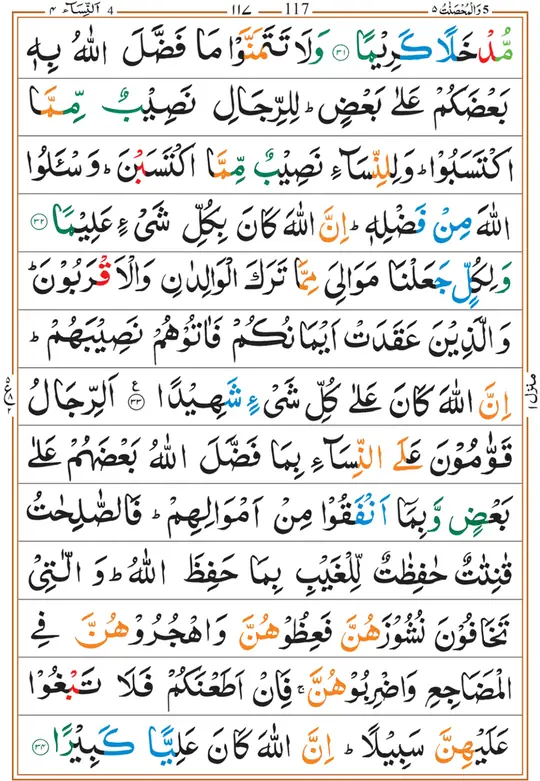 النِّسَآء ٤ 4 ١١٧ 117 وَالْمُحْصَنٰتُ ٥ 5
مُّدْخَلًا كَرِيْمًا ﴿٣١﴾ وَلَا تَتَمَنَّوْا مَا فَضَّلَ اللّٰهُ بِهٖ
بَعْضَكُمْ عَلٰى بَعْضٍ ؕ لِلرِّجَالِ نَصِيْبٌ مِّمَّا
اكْتَسَبُوْا ؕ وَلِلنِّسَآءِ نَصِيْبٌ مِّمَّا اكْتَسَبْنَ ؕ وَسْئَلُوا
اللّٰهَ مِنْ فَضْلِهٖ ؕ اِنَّ اللّٰهَ كَانَ بِكُلِّ شَىْءٍ عَلِيْمًا ﴿٣٢﴾
وَلِكُلٍّ جَعَلْنَا مَوَالِىَ مِمَّا تَرَكَ الْوَالِدٰنِ وَالْاَقْرَبُوْنَ ؕ
وَالَّذِيْنَ عَقَدَتْ اَيْمَانُكُمْ فَاٰتُوْهُمْ نَصِيْبَهُمْ ؕ
اِنَّ اللّٰهَ كَانَ عَلٰى كُلِّ شَىْءٍ شَهِيْدًا ﴿٣٣﴾ ع اَلرِّجَالُ
قَوّٰمُوْنَ عَلَى النِّسَآءِ بِمَا فَضَّلَ اللّٰهُ بَعْضَهُمْ عَلٰى
بَعْضٍ وَّبِمَاۤ اَنْفَقُوْا مِنْ اَمْوَالِهِمْ ؕ فَالصّٰلِحٰتُ
قٰنِتٰتٌ حٰفِظٰتٌ لِّلْغَيْبِ بِمَا حَفِظَ اللّٰهُ ؕ وَ الّٰتِىْ
تَخَافُوْنَ نُشُوْزَهُنَّ فَعِظُوْهُنَّ وَاهْجُرُوْهُنَّ فِى
الْمَضَاجِعِ وَاضْرِبُوْهُنَّ ۚ فَاِنْ اَطَعْنَكُمْ فَلَا تَبْغُوْا
عَلَيْهِنَّ سَبِيْلًا ؕ اِنَّ اللّٰهَ كَانَ عَلِيًّا كَبِيْرًا ﴿٣٤﴾
منزل ١